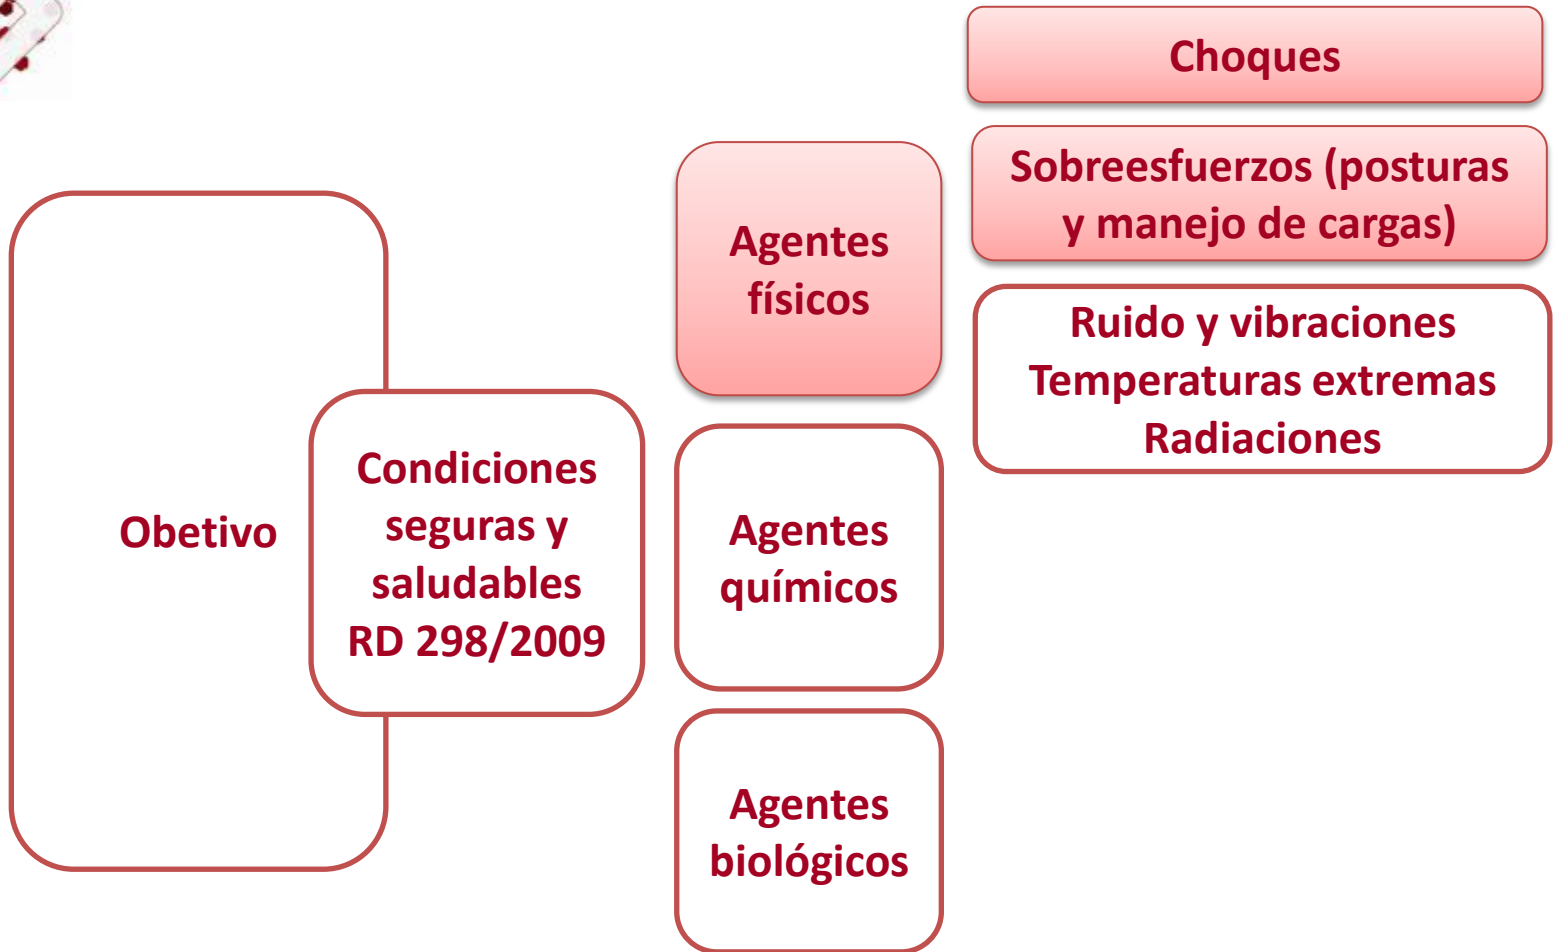 Obetivo
Condiciones
seguras y
saludables
RD 298/2009
Agentes
físicos
Agentes
químicos
Agentes
biológicos
Choques
Sobreesfuerzos (posturas
y manejo de cargas)
Ruido y vibraciones
Temperaturas extremas
Radiaciones